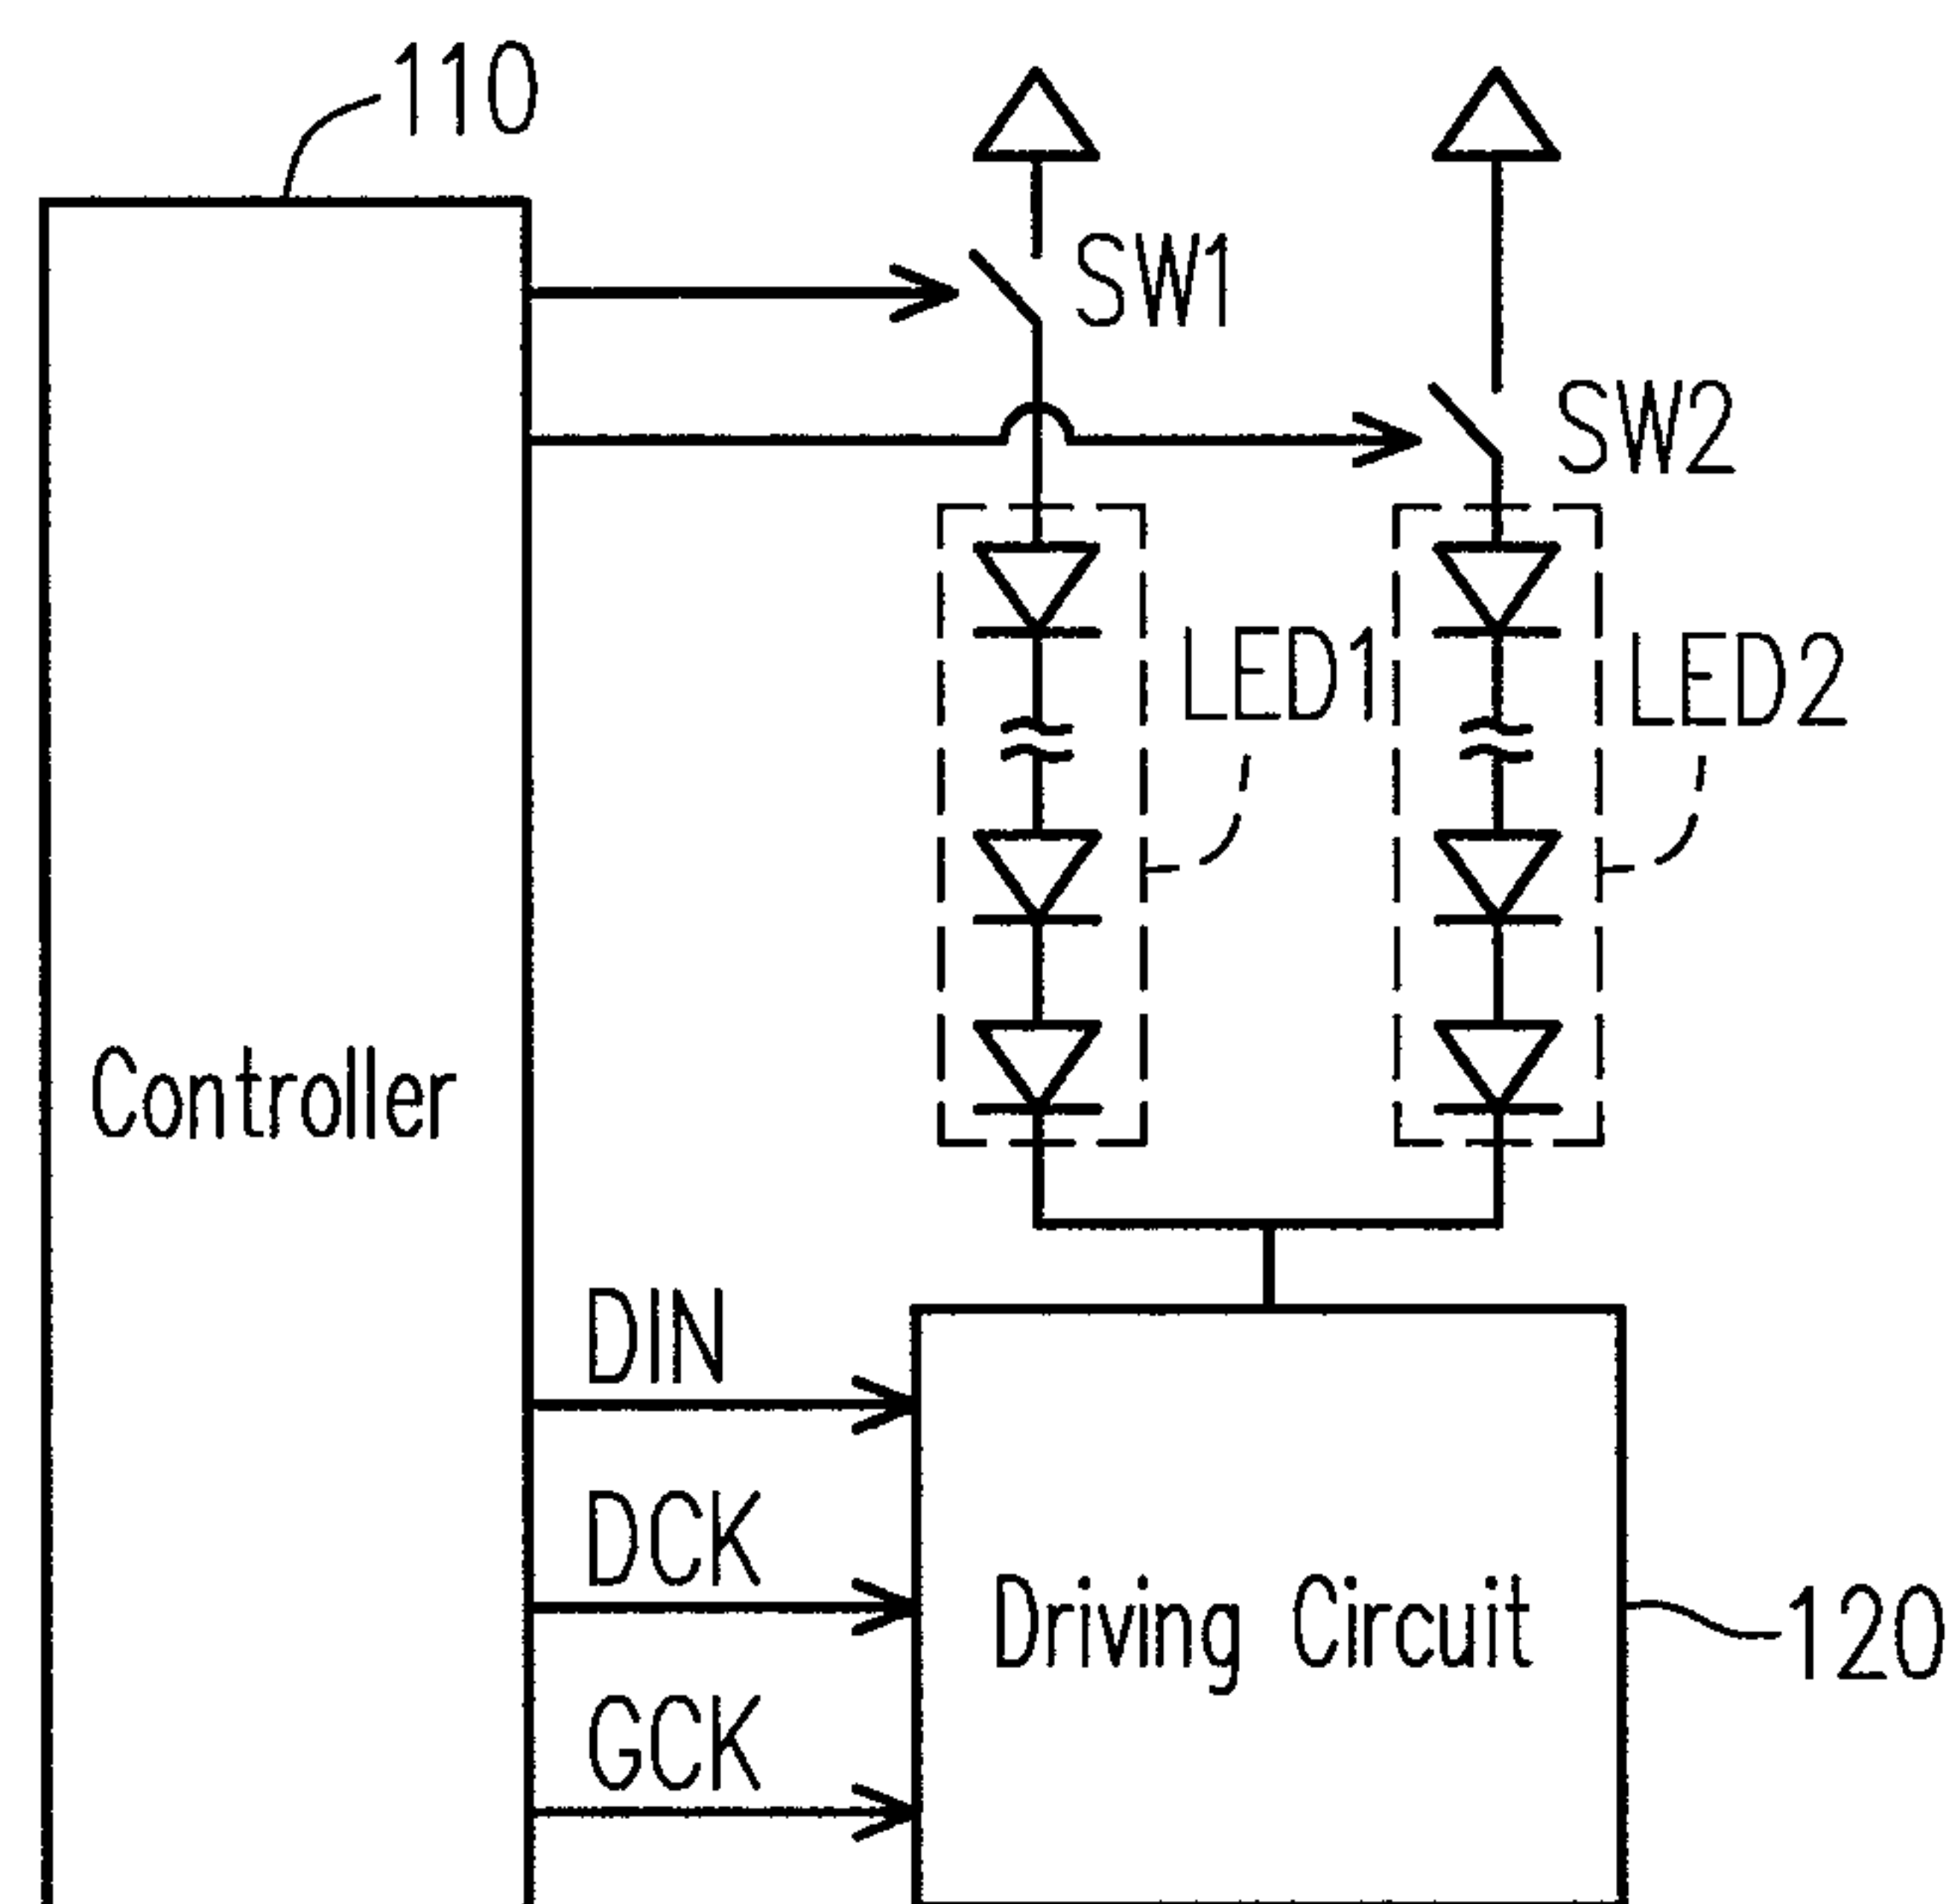 110
SW1
SW2
LED1
LED2
Controller
DIN
DCK
Driving Circuit
120
GCK